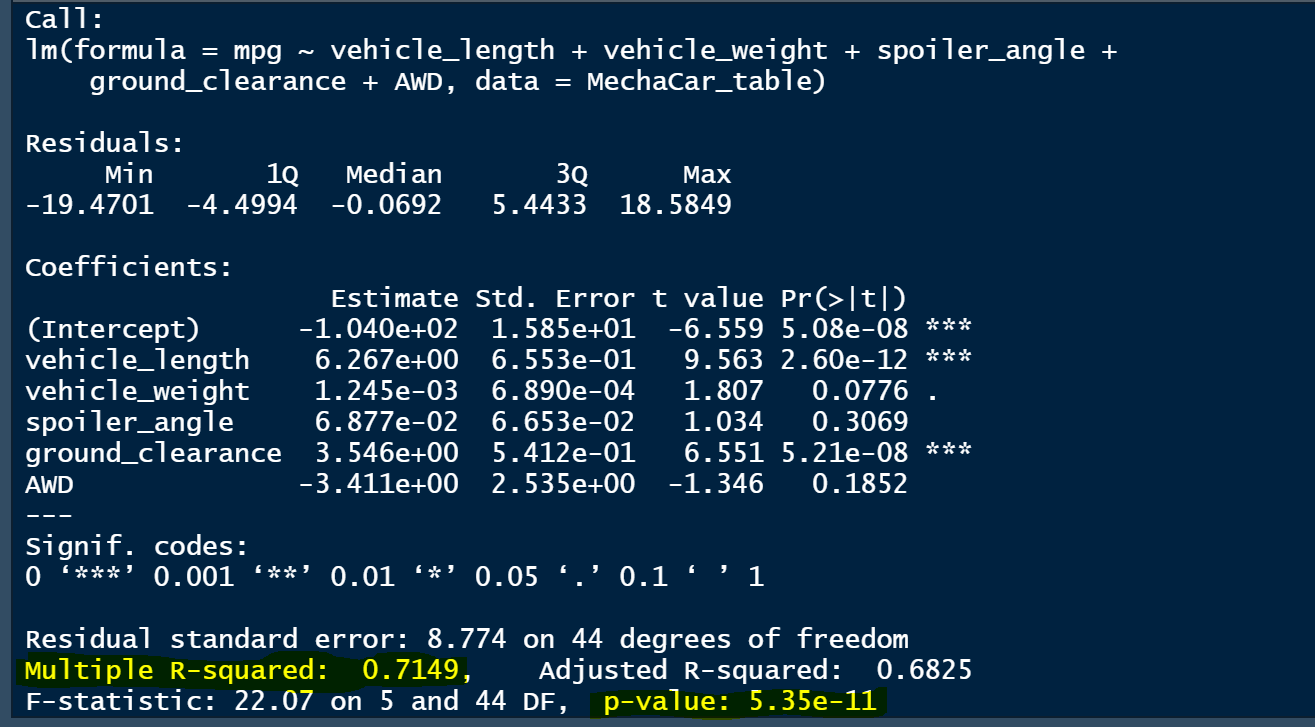 Call:
lm(formula = mpg ~ vehicle_length + vehicle_weight + spoiler_angle +
    ground_clearance + AWD, data = MechaCar_table)
Residuals:
     Min       1Q   Median       3Q      Max
-19.4701  -4.4994  -0.0692   5.4433  18.5849
Coefficients:
                   Estimate Std. Error t value Pr(>|t|)
(Intercept)      -1.040e+02  1.585e+01  -6.559 5.08e-08 ***
vehicle_length    6.267e+00  6.553e-01   9.563 2.60e-12 ***
vehicle_weight    1.245e-03  6.890e-04   1.807   0.0776 .
spoiler_angle     6.877e-02  6.653e-02   1.034   0.3069
ground_clearance  3.546e+00  5.412e-01   6.551 5.21e-08 ***
AWD              -3.411e+00  2.535e+00  -1.346   0.1852
---
Signif. codes:
0 ‘***’ 0.001 ‘**’ 0.01 ‘*’ 0.05 ‘.’ 0.1 ‘ ’ 1
Residual standard error: 8.774 on 44 degrees of freedom
Multiple R-squared:  0.7149,    Adjusted R-squared:  0.6825
F-statistic: 22.07 on 5 and 44 DF,  p-value: 5.35e-11